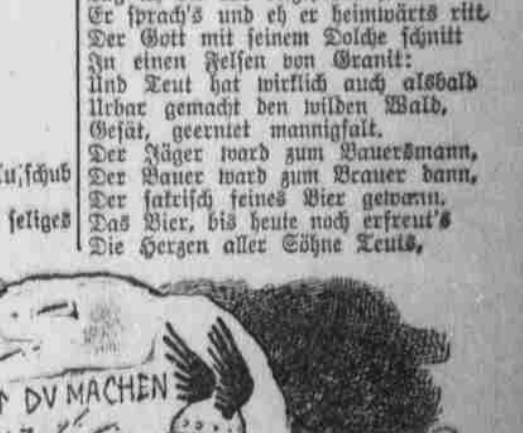 Er sprach's und eh er heimwärts ritt
Der Gott mit seinem Dolche schnitt
In einen Felsen von Granit:
Und Teut hat wirklich auch alsbald
Urbar gemacht den wilden Wald,
Gesät, geerntet mannigfalt.
Der Jäger ward zum Bauersmann,
Der Bauer ward zum Brauer dann,
Der sakrisch feines Bier gewann.
Das Bier, bis heute noch erfreut's
Die Herzen aller Söhne Teuts,
schub
seliges
DV MACHEN